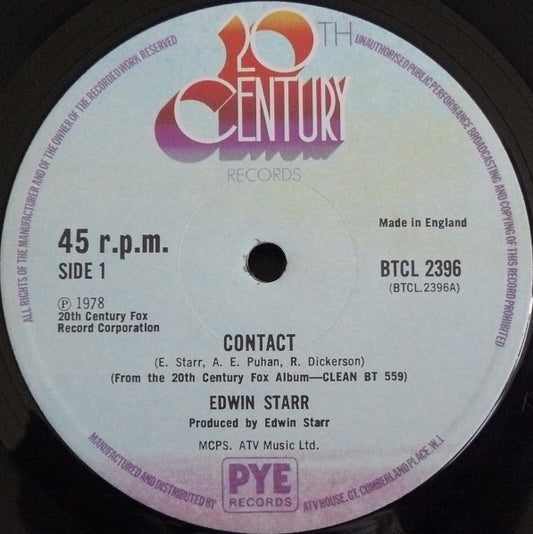 20TH
CENTURY
RECORDS
ALL RIGHTS OF THE MANUFACTURER AND OF THE OWNER OF THE RECORDED WORK RESERVED
UNAUTHORISED PUBLIC PERFORMANCE BROADCASTING AND COPYING OF THIS RECORD PROHIBITED
Made in England
45 r.p.m.
SIDE 1
BTCL 2396
(BTCL.2396A)
℗ 1978
20th Century Fox
Record Corporation
CONTACT
(E. Starr, A. E. Puhan, R. Dickerson)
(From the 20th Century Fox Album—CLEAN BT 559)
EDWIN STARR
Produced by Edwin Starr
MCPS. ATV Music Ltd.
MANUFACTURED AND DISTRIBUTED BY
PYE
RECORDS
ATV HOUSE, GT. CUMBERLAND PLACE, W.1